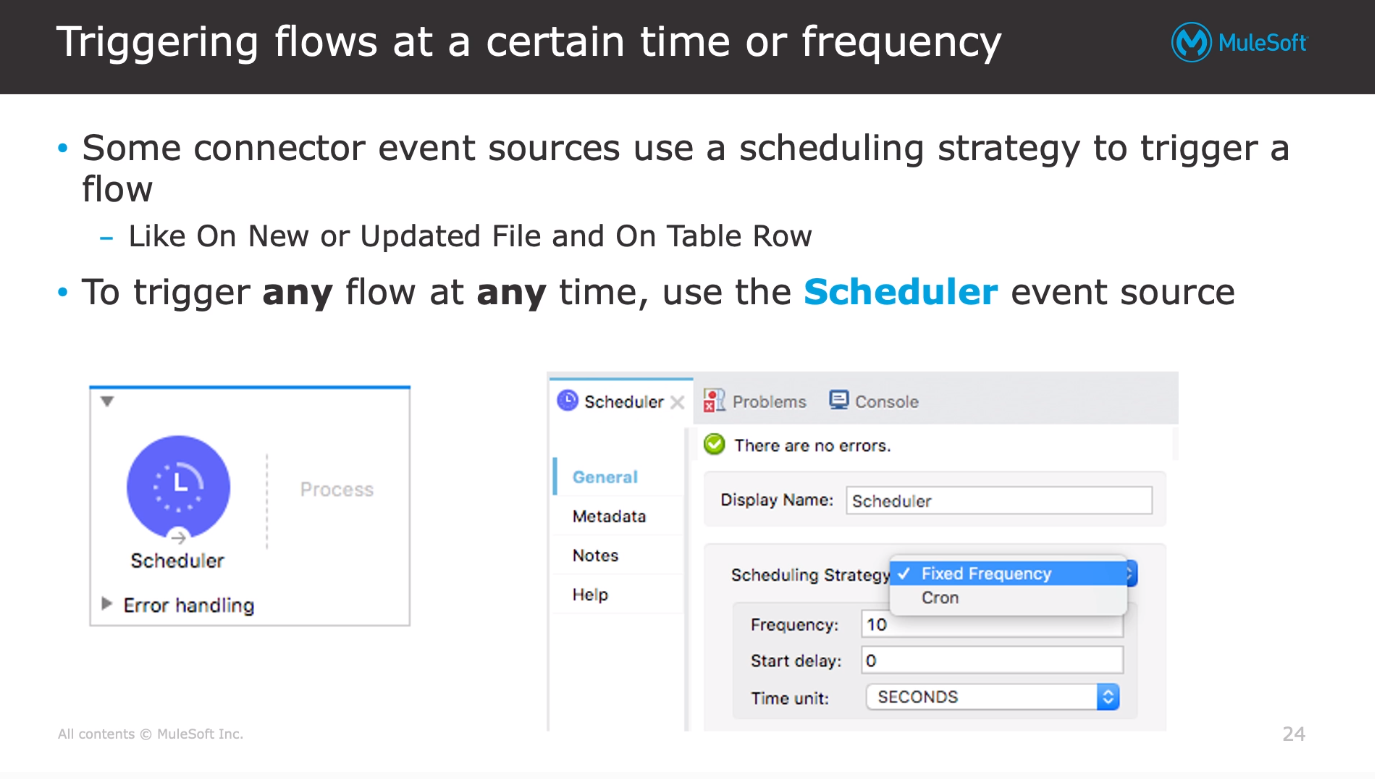 Triggering flows at a certain time or frequency
MuleSoft
• Some connector event sources use a scheduling strategy to trigger a
flow
– Like On New or Updated File and On Table Row
• To trigger any flow at any time, use the Scheduler event source
Scheduler
Process
Error handling
Scheduler
Problems
Console
There are no errors.
General
Metadata
Notes
Help
Display Name: Scheduler
Scheduling Strategy
Fixed Frequency
Cron
Frequency: 10
Start delay: 0
Time unit: SECONDS
All contents © MuleSoft Inc.
24